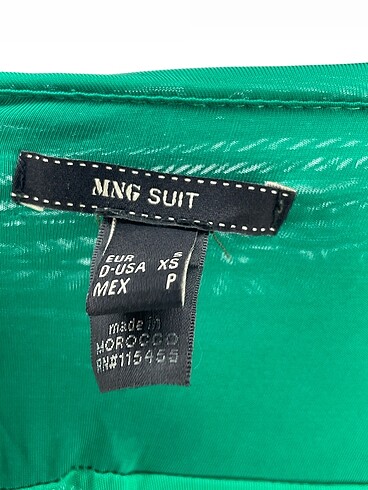 MNG SUIT
EUR S
D-USA XS
MEX P
made in
MOROCCO
RN#115455